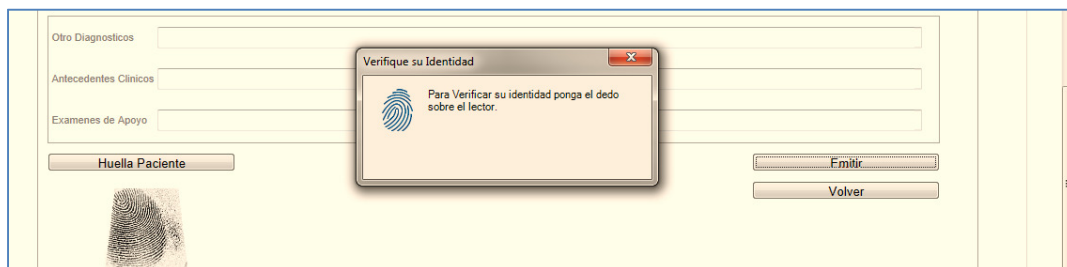 Otro Diagnosticos
Verifique su Identidad
Antecedentes Clinicos
Para Verificar su identidad ponga el dedo
sobre el lector.
Examenes de Apoyo
Huella Paciente
Emitir
Volver